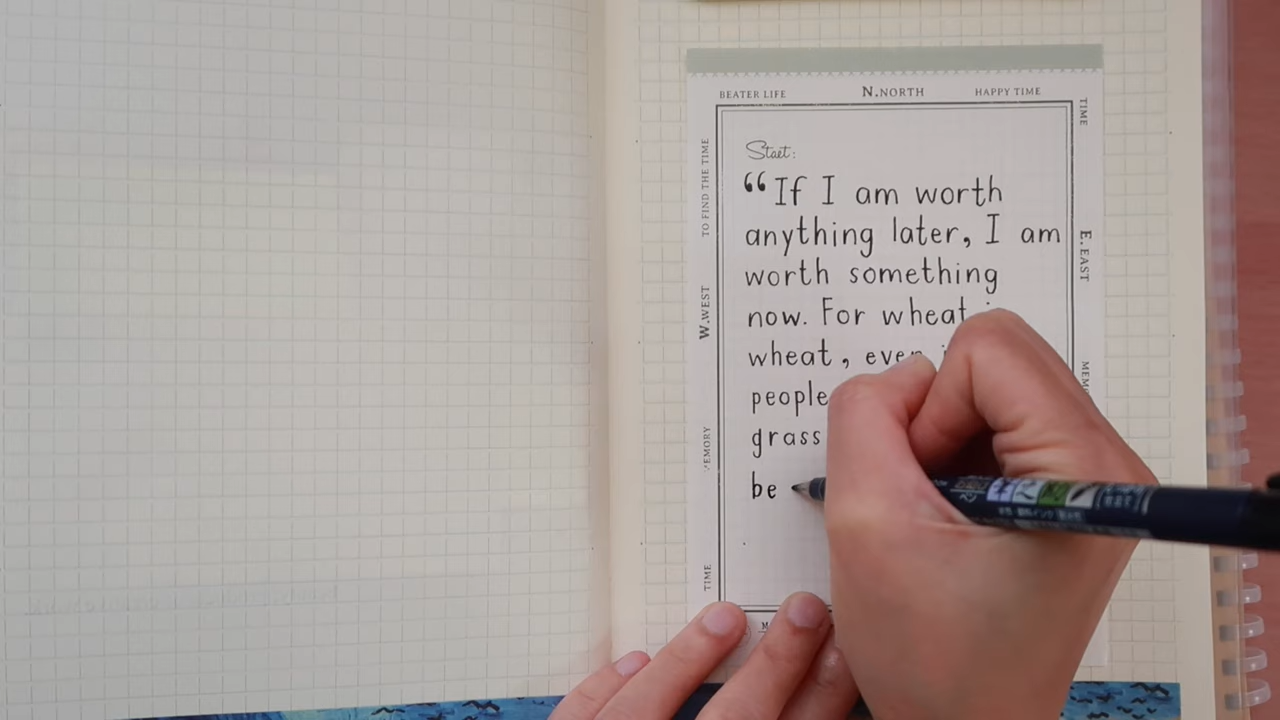 BEATER LIFE N.NORTH HAPPY TIME
TIME
TO FIND THE TIME
Start:
“If I am worth
anything later, I am
E.EAST
worth something
W.WEST
now. For wheat
wheat, even
people
grass
be
TIME